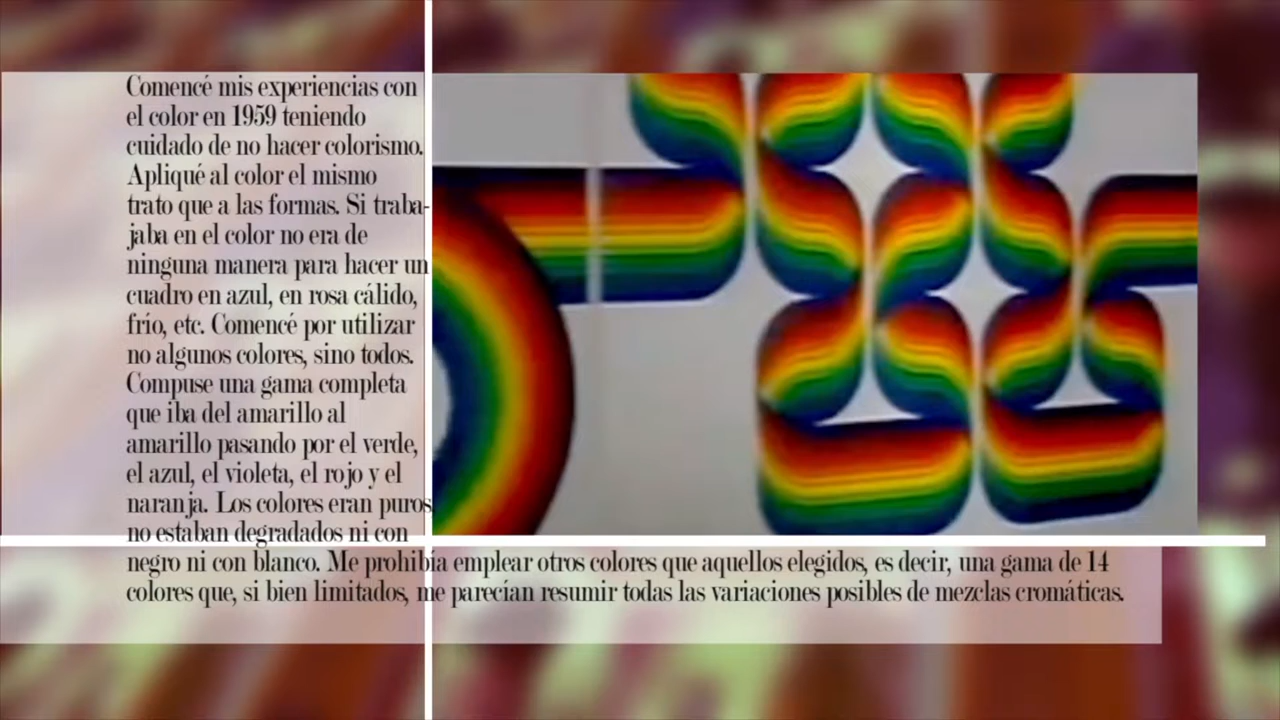 Comencé mis experiencias con
el color en 1959 teniendo
cuidado de no hacer colorismo.
Apliqué al color el mismo
trato que a las formas. Si traba-
jaba en el color no era de
ninguna manera para hacer un
cuadro en azul, en rosa cálido,
frío, etc. Comencé por utilizar
no algunos colores, sino todos.
Compuse una gama completa
que iba del amarillo al
amarillo pasando por el verde,
el azul, el violeta, el rojo y el
naranja. Los colores eran puros,
no estaban degradados ni con
negro ni con blanco. Me prohibía emplear otros colores que aquellos elegidos, es decir, una gama de 14
colores que, si bien limitados, me parecían resumir todas las variaciones posibles de mezclas cromáticas.